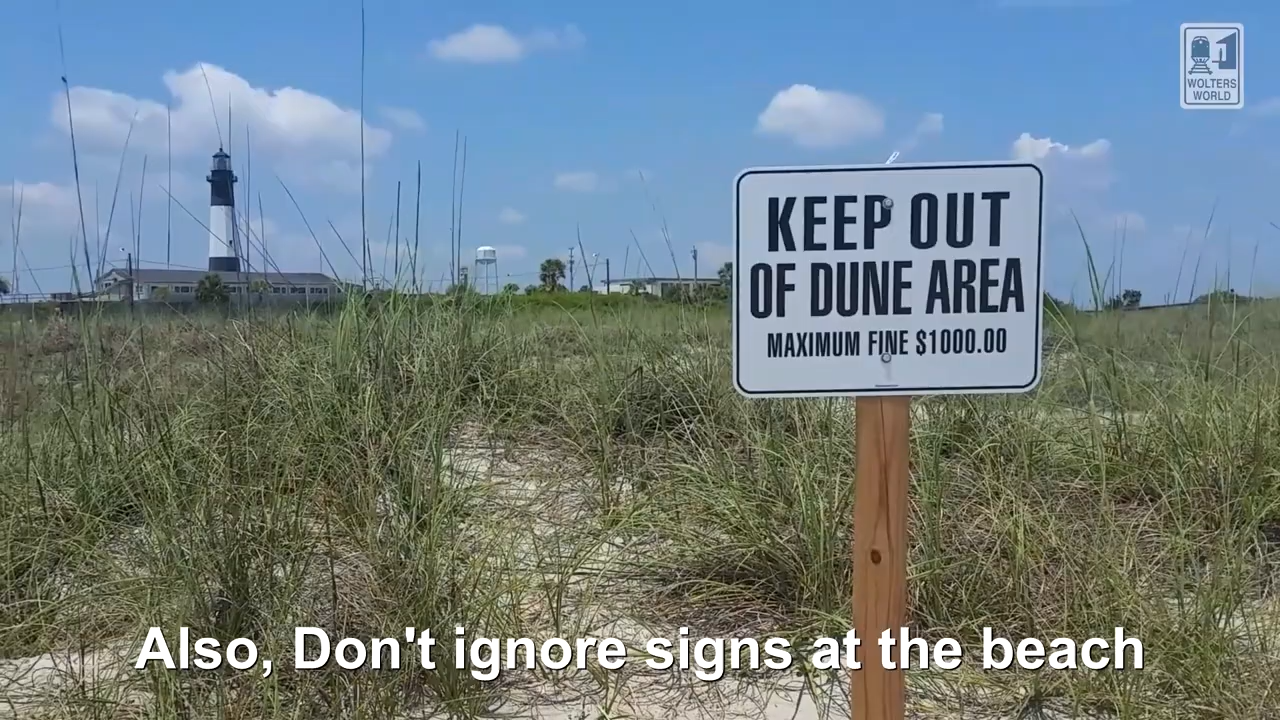 WOLTERS
WORLD
KEEP OUT
OF DUNE AREA
MAXIMUM FINE $1000.00
Also, Don't ignore signs at the beach